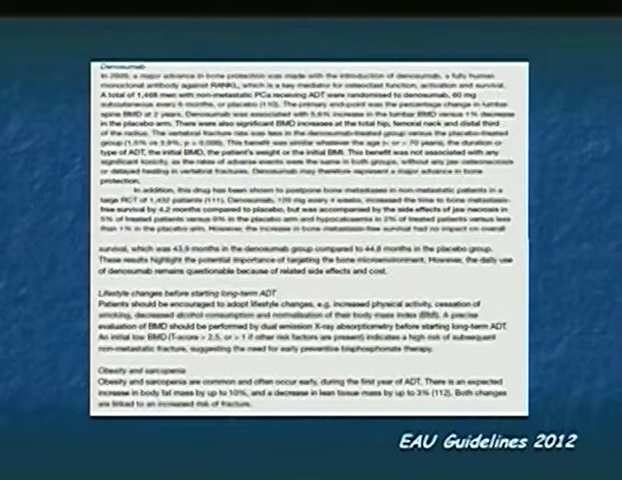 Denosumab
In 2009, a major advance in bone protection was made with the introduction of denosumab, a fully human
monoclonal antibody against RANKL, which is a key mediator for osteoclast function, activation and survival.
A total of 1,468 men with non-metastatic PCa receiving ADT were randomised to denosumab, 60 mg
subcutaneous every 6 months, or placebo (110). The primary end-point was the percentage change in lumbar
spine BMD at 2 years. Denosumab was associated with 5.6% increase in the lumbar BMD versus 1% decrease
in the placebo arm. There were also significant BMD increases at the total hip, femoral neck and distal third
of the radius. The vertebral fracture rate was less in the denosumab-treated group versus the placebo-treated
group (1.5% vs 3.9%, p = 0.006). This benefit was similar whatever the age (< or > 70 years), the duration or
type of ADT, the initial BMD, the patient's weight or the initial BMI. This benefit was not associated with any
significant toxicity, as the rates of adverse events were the same in both groups, without any jaw osteonecrosis
or delayed healing in vertebral fractures. Denosumab may therefore represent a major advance in bone
protection.
In addition, this drug has been shown to postpone bone metastases in non-metastatic patients in a
large RCT of 1,432 patients (111). Denosumab, 120 mg every 4 weeks, increased the time to bone metastasis-
free survival by 4.2 months compared to placebo, but was accompanied by the side effects of jaw necrosis in
5% of treated patients versus 0% in the placebo arm and hypocalcaemia in 2% of treated patients versus less
than 1% in the placebo arm. However, the increase in bone metastasis-free survival had no impact on overall
survival, which was 43.9 months in the denosumab group compared to 44.8 months in the placebo group.
These results highlight the potential importance of targeting the bone microenvironment. However, the daily use
of denosumab remains questionable because of related side effects and cost.
Lifestyle changes before starting long-term ADT
Patients should be encouraged to adopt lifestyle changes, e.g. increased physical activity, cessation of
smoking, decreased alcohol consumption and normalisation of their body mass index (BMI). A precise
evaluation of BMD should be performed by dual emission X-ray absorptiometry before starting long-term ADT.
An initial low BMD (T-score > 2.5, or > 1 if other risk factors are present) indicates a high risk of subsequent
non-metastatic fracture, suggesting the need for early preventive bisphosphonate therapy.
Obesity and sarcopenia
Obesity and sarcopenia are common and often occur early, during the first year of ADT. There is an expected
increase in body fat mass by up to 10%, and a decrease in lean tissue mass by up to 3% (112). Both changes
are linked to an increased risk of fracture.
EAU Guidelines 2012